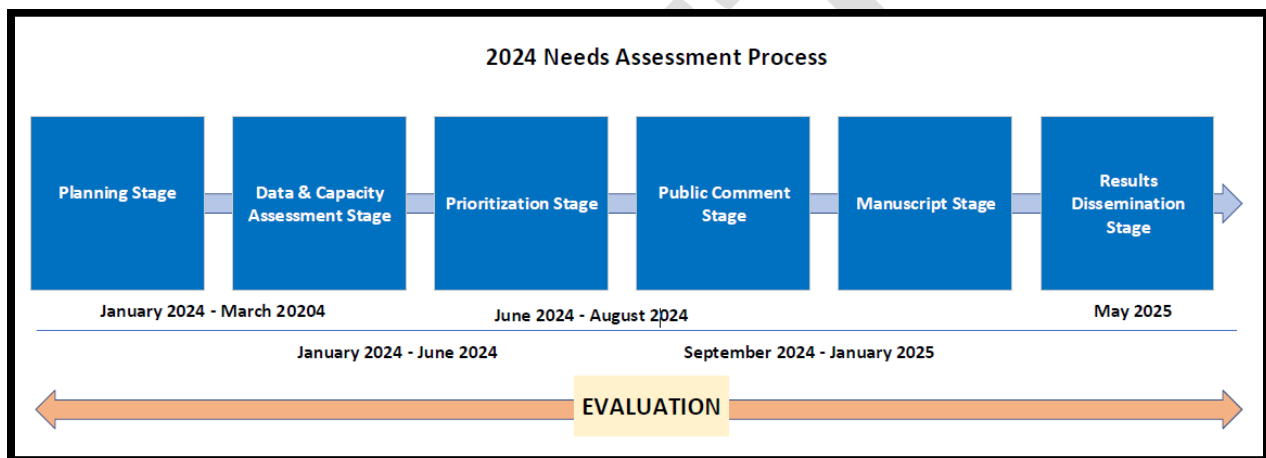 2024 Needs Assessment Process
Planning Stage
Data & Capacity
Assessment Stage
Prioritization Stage
Public Comment
Stage
Manuscript Stage
Results
Dissemination
Stage
January 2024 - March 20204
June 2024 - August 2024
May 2025
January 2024 - June 2024
September 2024 - January 2025
EVALUATION